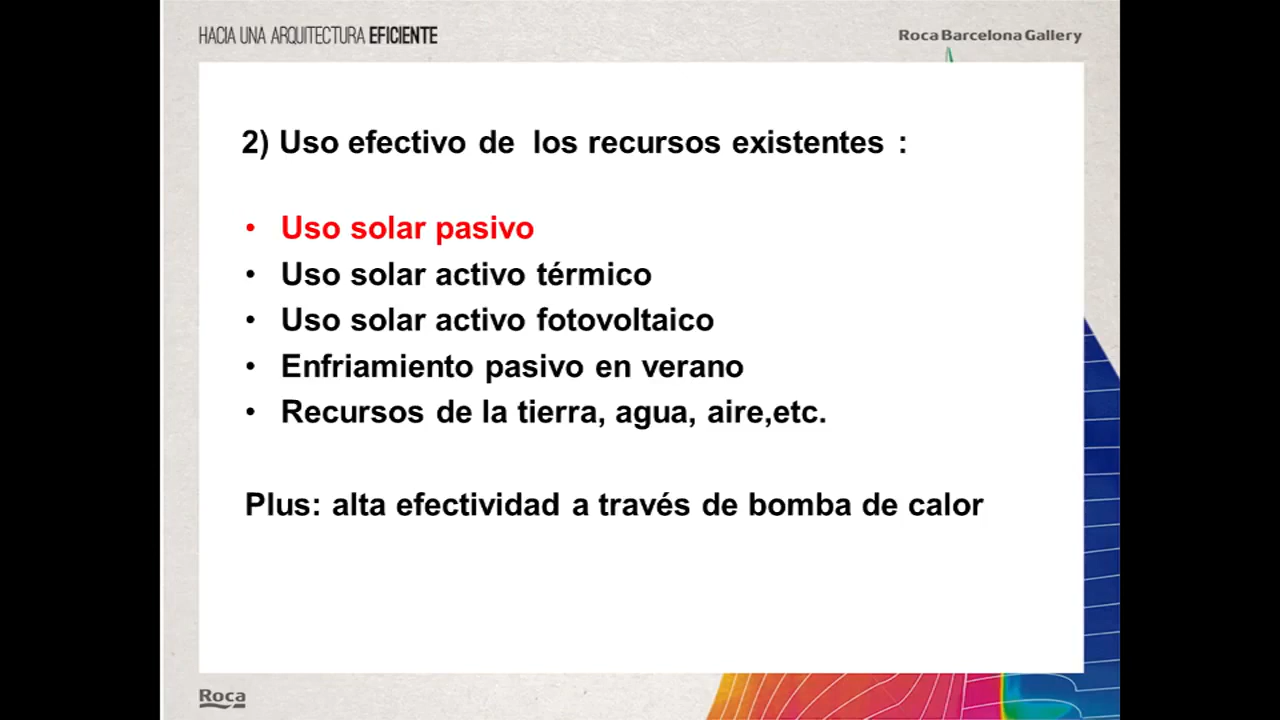 HACIA UNA ARQUITECTURA EFICIENTE
Roca Barcelona Gallery
2) Uso efectivo de los recursos existentes :
• Uso solar pasivo
• Uso solar activo térmico
• Uso solar activo fotovoltaico
• Enfriamiento pasivo en verano
• Recursos de la tierra, agua, aire,etc.
Plus: alta efectividad a través de bomba de calor
Roca